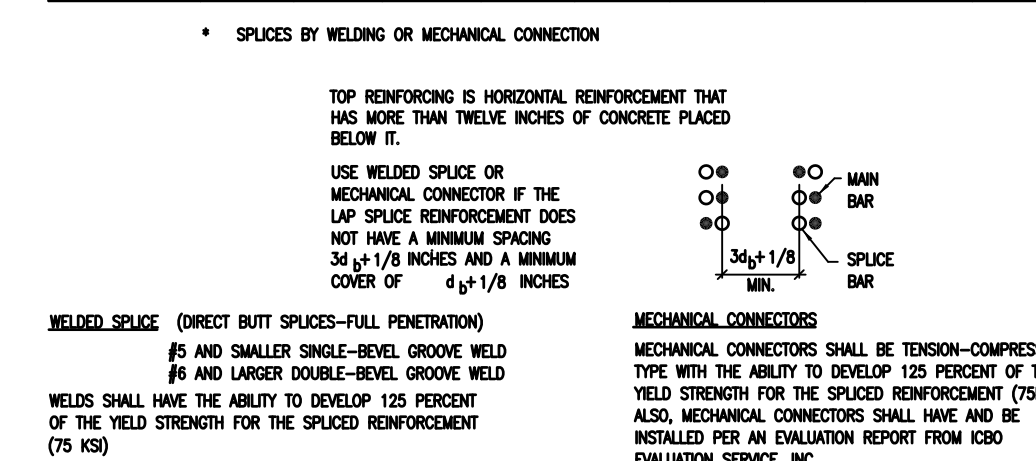 * SPLICES BY WELDING OR MECHANICAL CONNECTION
TOP REINFORCING IS HORIZONTAL REINFORCEMENT THAT
HAS MORE THAN TWELVE INCHES OF CONCRETE PLACED
BELOW IT.
USE WELDED SPLICE OR
MECHANICAL CONNECTOR IF THE
LAP SPLICE REINFORCEMENT DOES
NOT HAVE A MINIMUM SPACING
3d b+1/8 INCHES AND A MINIMUM
COVER OF d b+1/8 INCHES
MAIN
BAR
3db+1/8
MIN.
SPLICE
BAR
WELDED SPLICE (DIRECT BUTT SPLICES-FULL PENETRATION)
#5 AND SMALLER SINGLE-BEVEL GROOVE WELD
#6 AND LARGER DOUBLE-BEVEL GROOVE WELD
WELDS SHALL HAVE THE ABILITY TO DEVELOP 125 PERCENT
OF THE YIELD STRENGTH FOR THE SPLICED REINFORCEMENT
(75 KSI)
MECHANICAL CONNECTORS
MECHANICAL CONNECTORS SHALL BE TENSION-COMPRES
TYPE WITH THE ABILITY TO DEVELOP 125 PERCENT OF
YIELD STRENGTH FOR THE SPLICED REINFORCEMENT (75
ALSO, MECHANICAL CONNECTORS SHALL HAVE AND BE
INSTALLED PER AN EVALUATION REPORT FROM ICBO
EVALUATION SERVICE, INC.